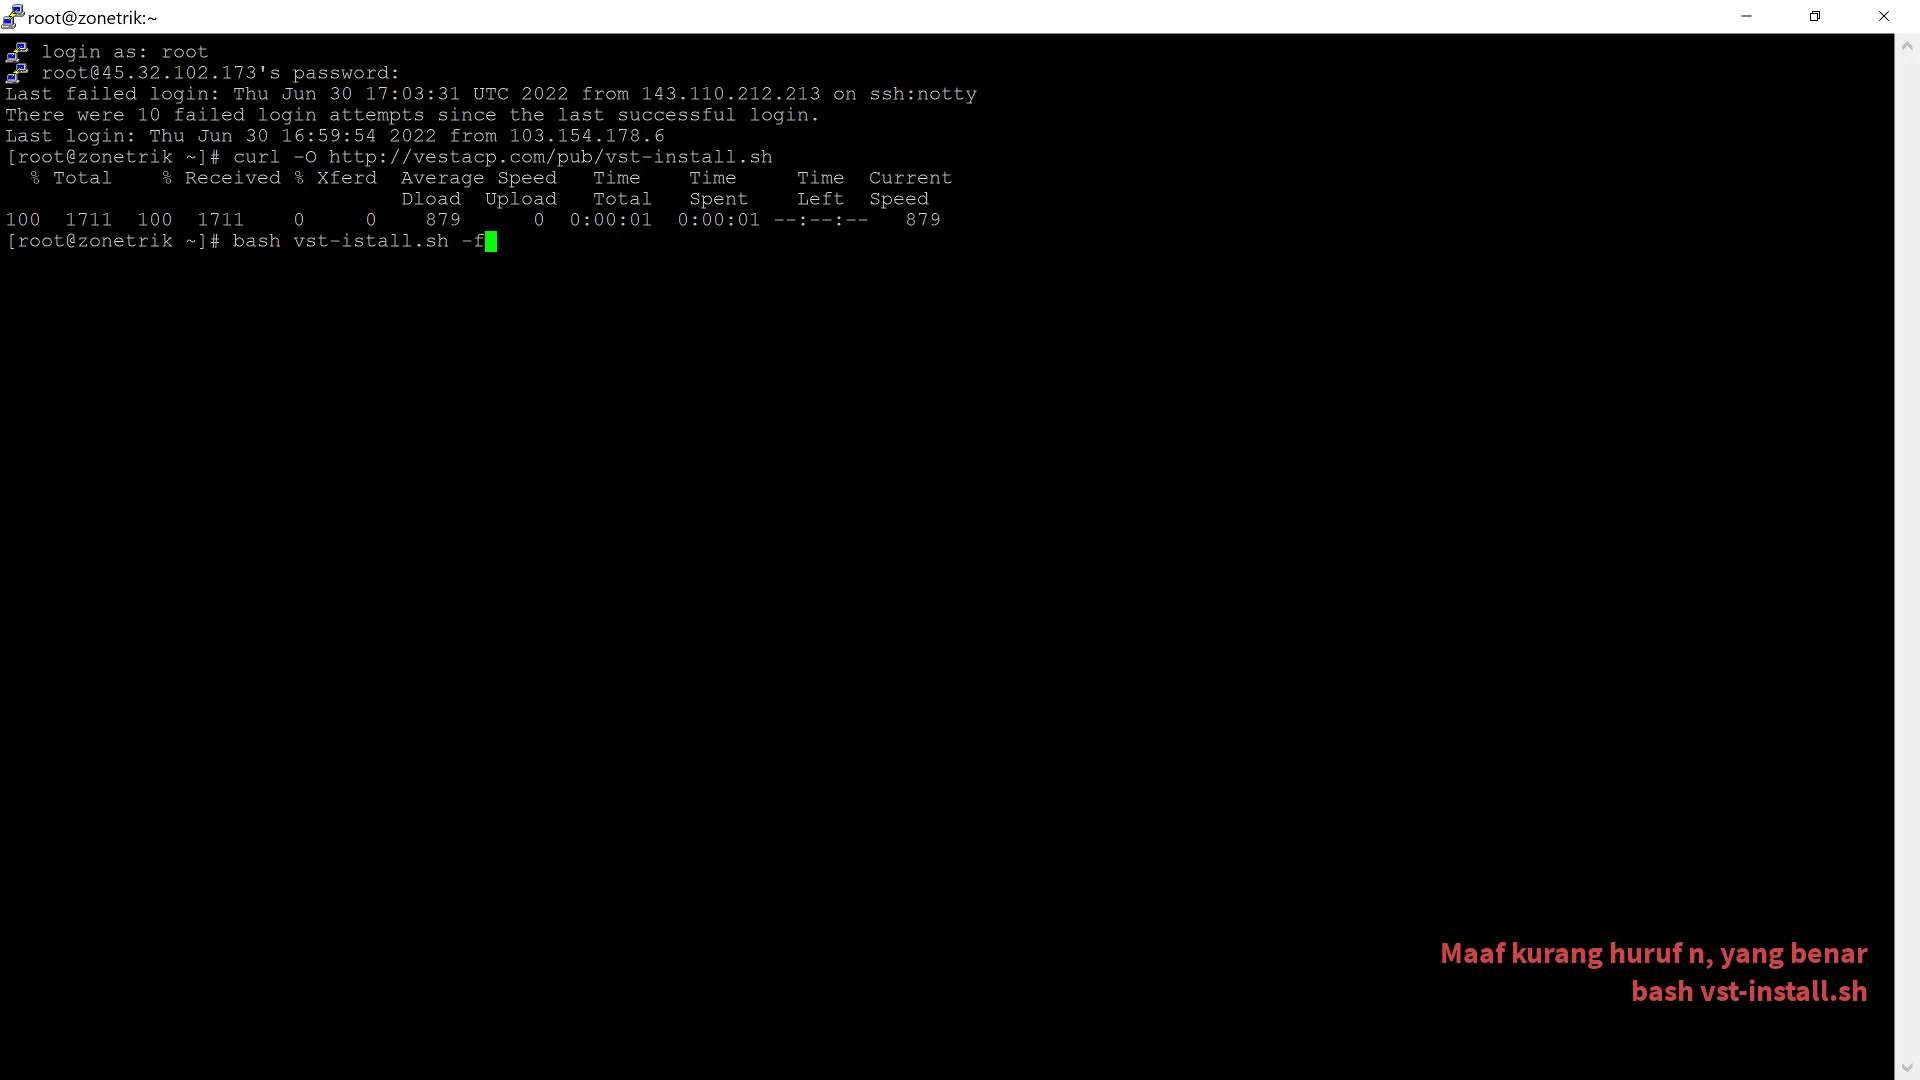 root@zonetrik:~
login as: root
root@45.32.102.173's password:
Last failed login: Thu Jun 30 17:03:31 UTC 2022 from 143.110.212.213 on ssh:notty
There were 10 failed login attempts since the last successful login.
Last login: Thu Jun 30 16:59:54 2022 from 103.154.178.6
[root@zonetrik ~]# curl -O http://vestacp.com/pub/vst-install.sh
  % Total    % Received % Xferd  Average Speed   Time    Time     Time  Current
                                 Dload  Upload   Total   Spent    Left  Speed
100  1711  100  1711    0     0    879      0  0:00:01  0:00:01 --:--:--   879
[root@zonetrik ~]# bash vst-istall.sh -f
Maaf kurang huruf n, yang benar
bash vst-install.sh